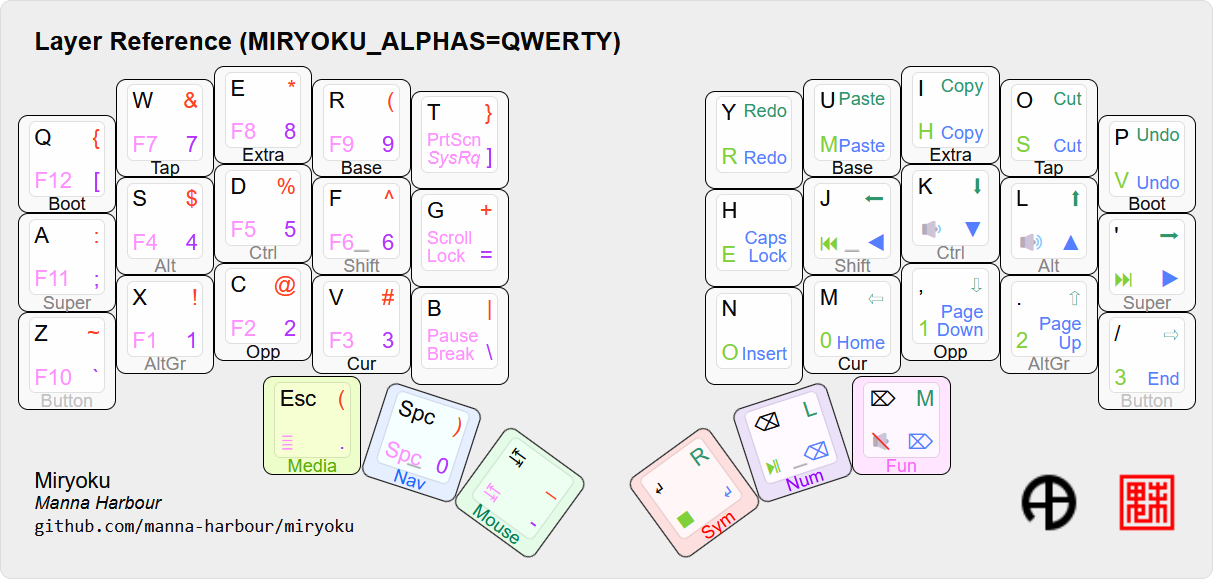 Layer Reference (MIRYOKU_ALPHAS=QWERTY)
Q {
F12 [
Boot
W &
F7 7
Tap
E *
F8 8
Extra
R (
F9 9
Base
T }
PrtScn
SysRq ]
Y Redo
R Redo
U Paste
M Paste
Base
I Copy
H Copy
Extra
O Cut
S Cut
Tap
P Undo
V Undo
Boot
A :
F11 ;
Super
S $
F4 4
Alt
D %
F5 5
Ctrl
F ^
F6 _ 6
Shift
G +
Scroll
Lock =
H
Caps
E Lock
J ←
⏮ _ ◀
Shift
K ⬇
🔉 ▼
Ctrl
L ⬆
🔊 ▲
Alt
' →
⏭ ▶
Super
Z ~
F10 `
Button
X !
F1 1
AltGr
C @
F2 2
Opp
V #
F3 3
Cur
B |
Pause
Break \
N
O Insert
M ⇦
0 Home
Cur
, ⇩
Page
1 Down
Opp
. ⇧
Page
2 Up
AltGr
/ ⇨
3 End
Button
Esc (
☰ .
Media
Spc )
Spc _ 0
Nav
↹ _
↹ -
Mouse
↲ R
■ ↲
Sym
⌫ L
⏯ _ ⌫
Num
⌦ M
🔇 ⌦
Fun
Miryoku
Manna Harbour
github.com/manna-harbour/miryoku
魅